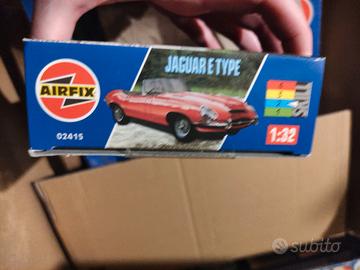 JAGUAR E TYPE
AIRFIX
02415
1:32
subito